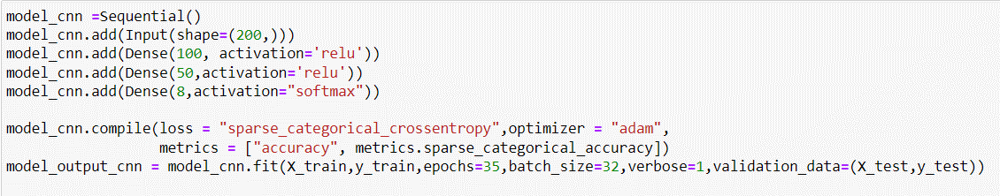 model_cnn =Sequential()
model_cnn.add(Input(shape=(200,)))
model_cnn.add(Dense(100, activation='relu'))
model_cnn.add(Dense(50,activation='relu'))
model_cnn.add(Dense(8,activation="softmax"))
model_cnn.compile(loss = "sparse_categorical_crossentropy",optimizer = "adam",
metrics = ["accuracy", metrics.sparse_categorical_accuracy])
model_output_cnn = model_cnn.fit(X_train,y_train,epochs=35,batch_size=32,verbose=1,validation_data=(X_test,y_test))